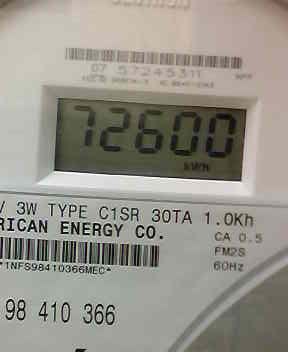 07 57245311
72600
kWh
V 3W TYPE C1SR 30TA 1.0Kh
RICAN ENERGY CO.
CA 0.5
FM2S
60Hz
*1NFS98410366MEC*
98 410 366